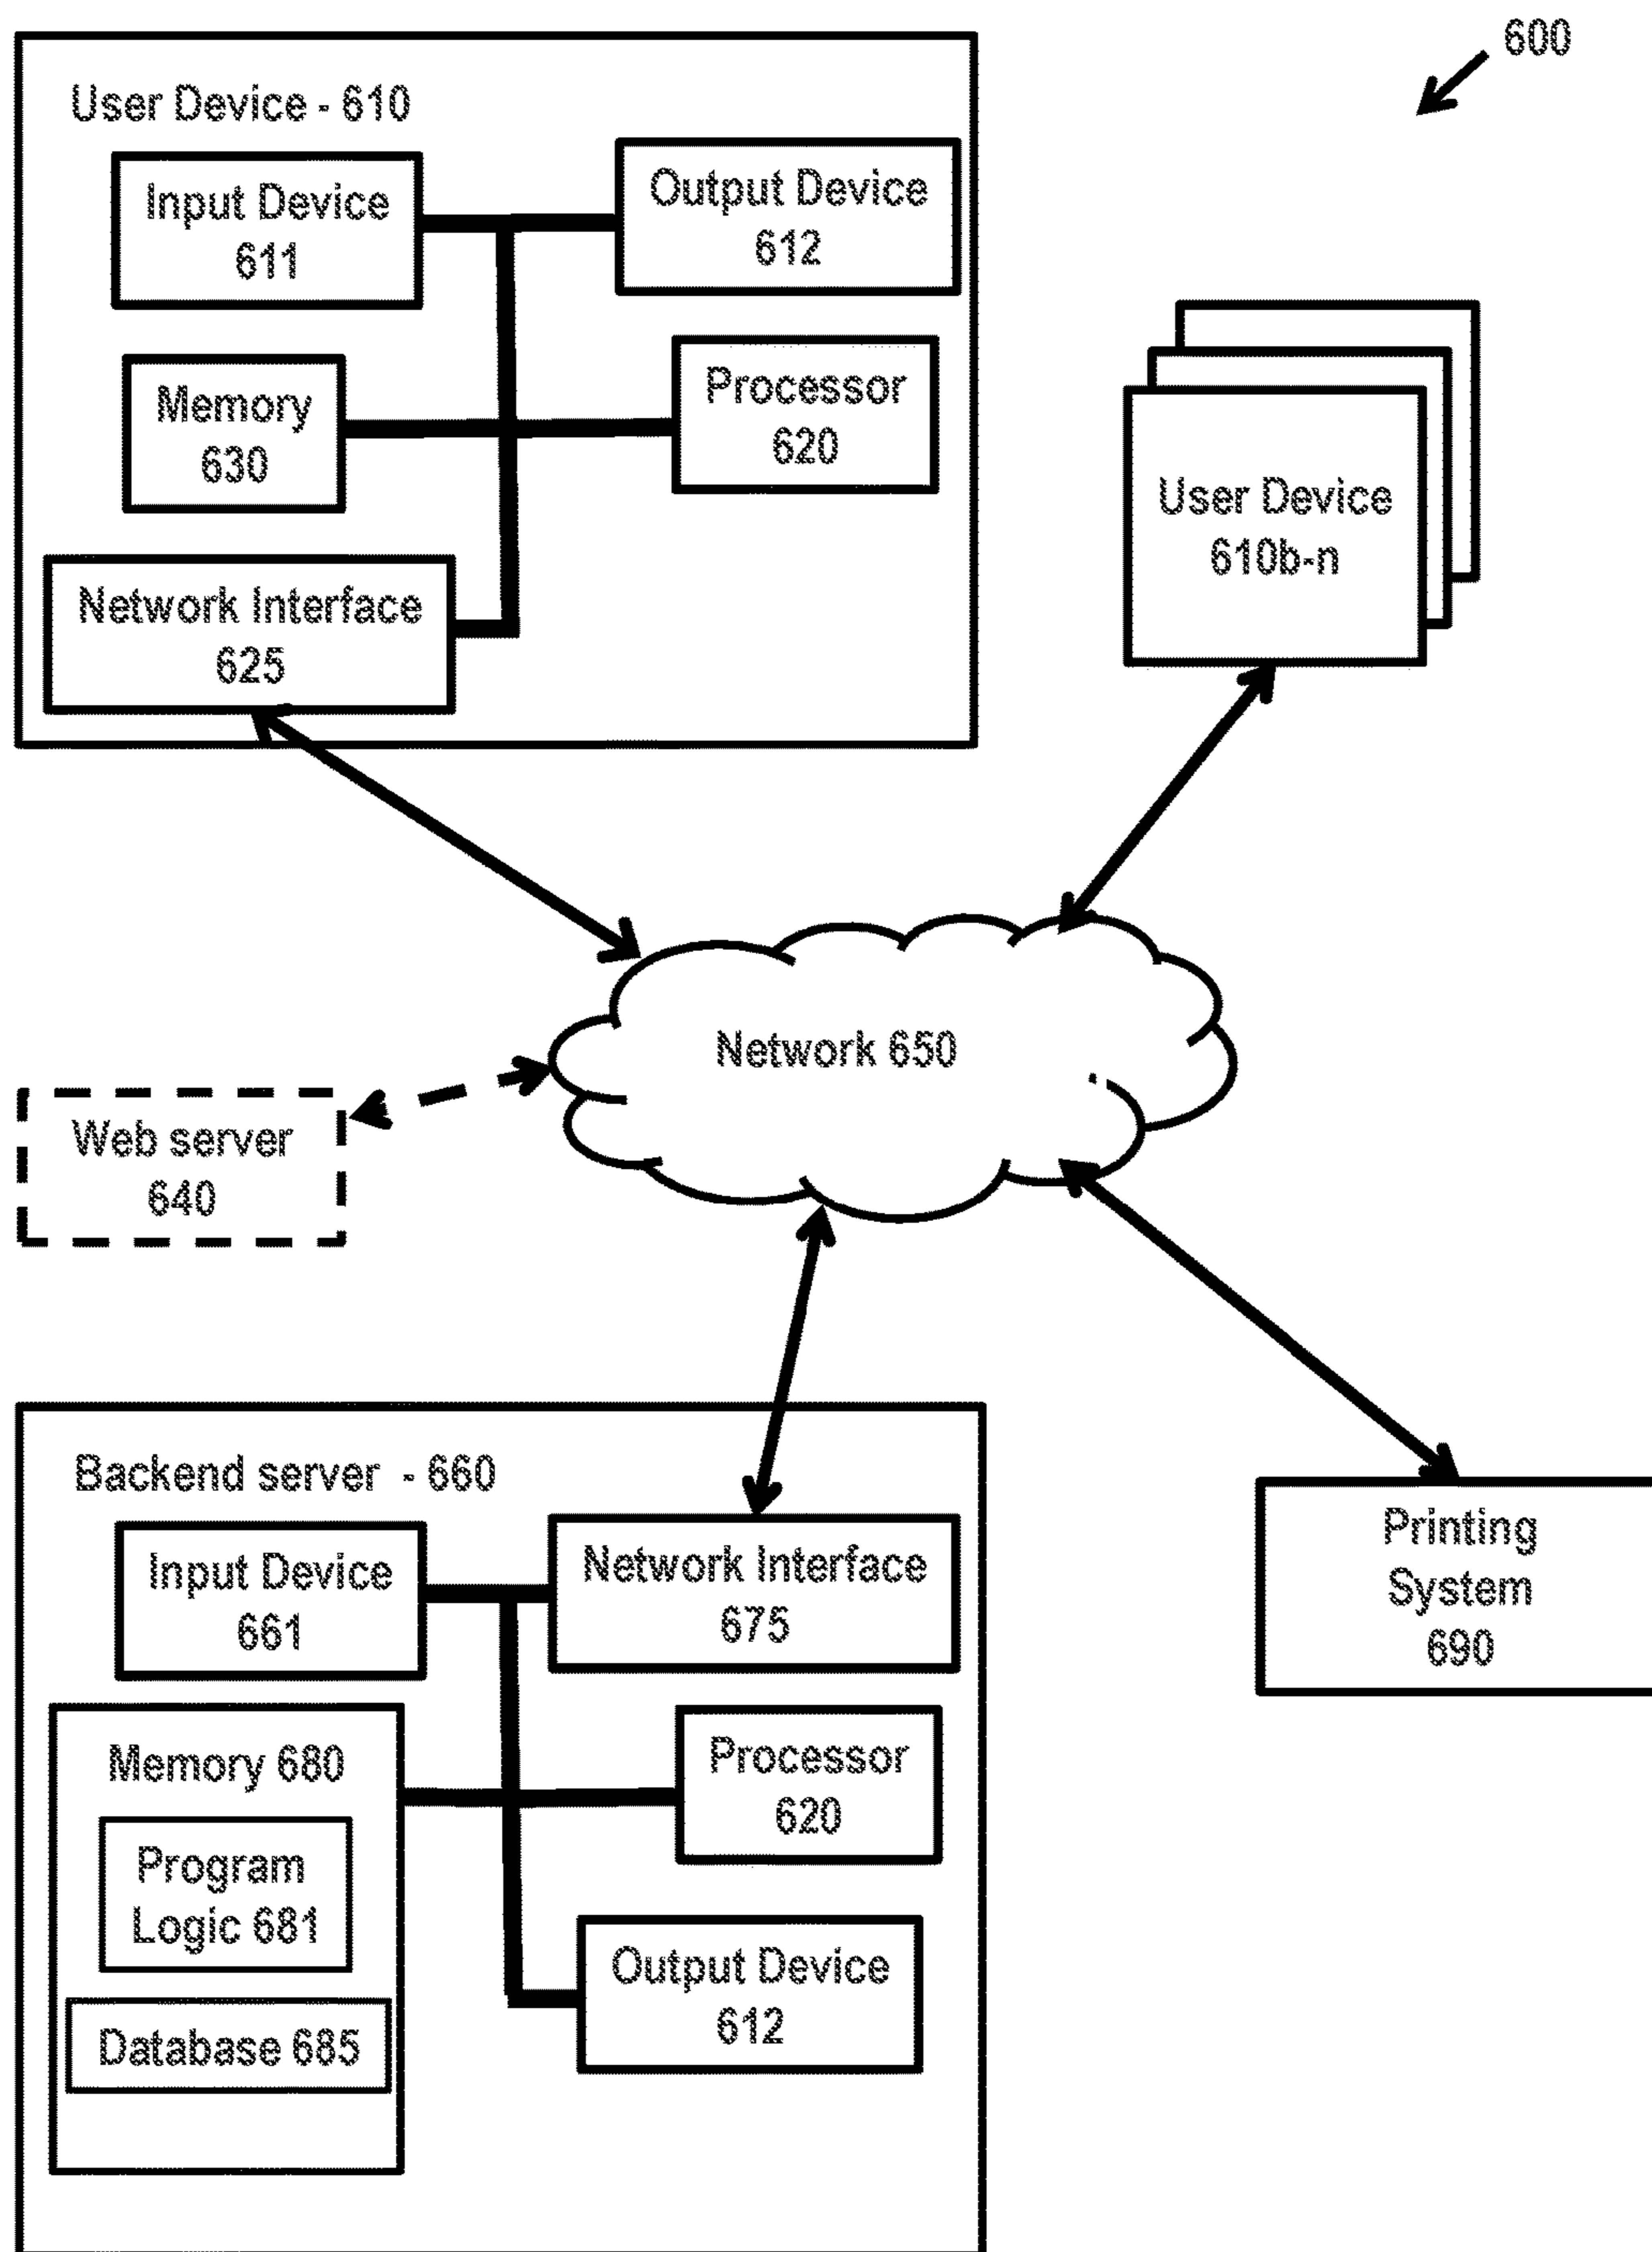 600
User Device - 610
Input Device
611
Output Device
612
Memory
630
Processor
620
Network Interface
625
User Device
610b-n
Network 650
Web server
640
Backend server - 660
Input Device
661
Network Interface
675
Memory 680
Program
Logic 681
Database 685
Processor
620
Output Device
612
Printing
System
690